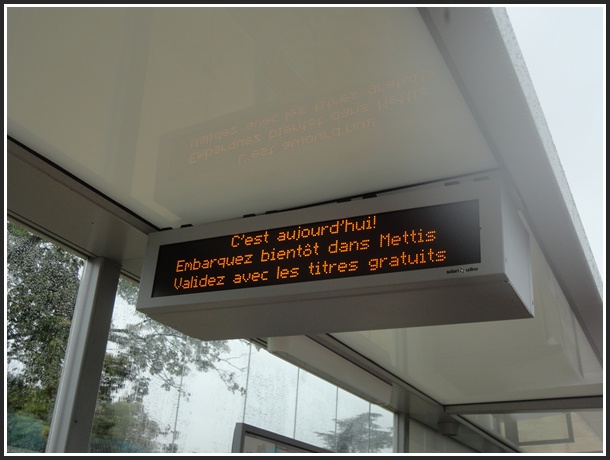 C'est aujourd'hui!
Embarquez bientôt dans Mettis
Validez avec les titres gratuits